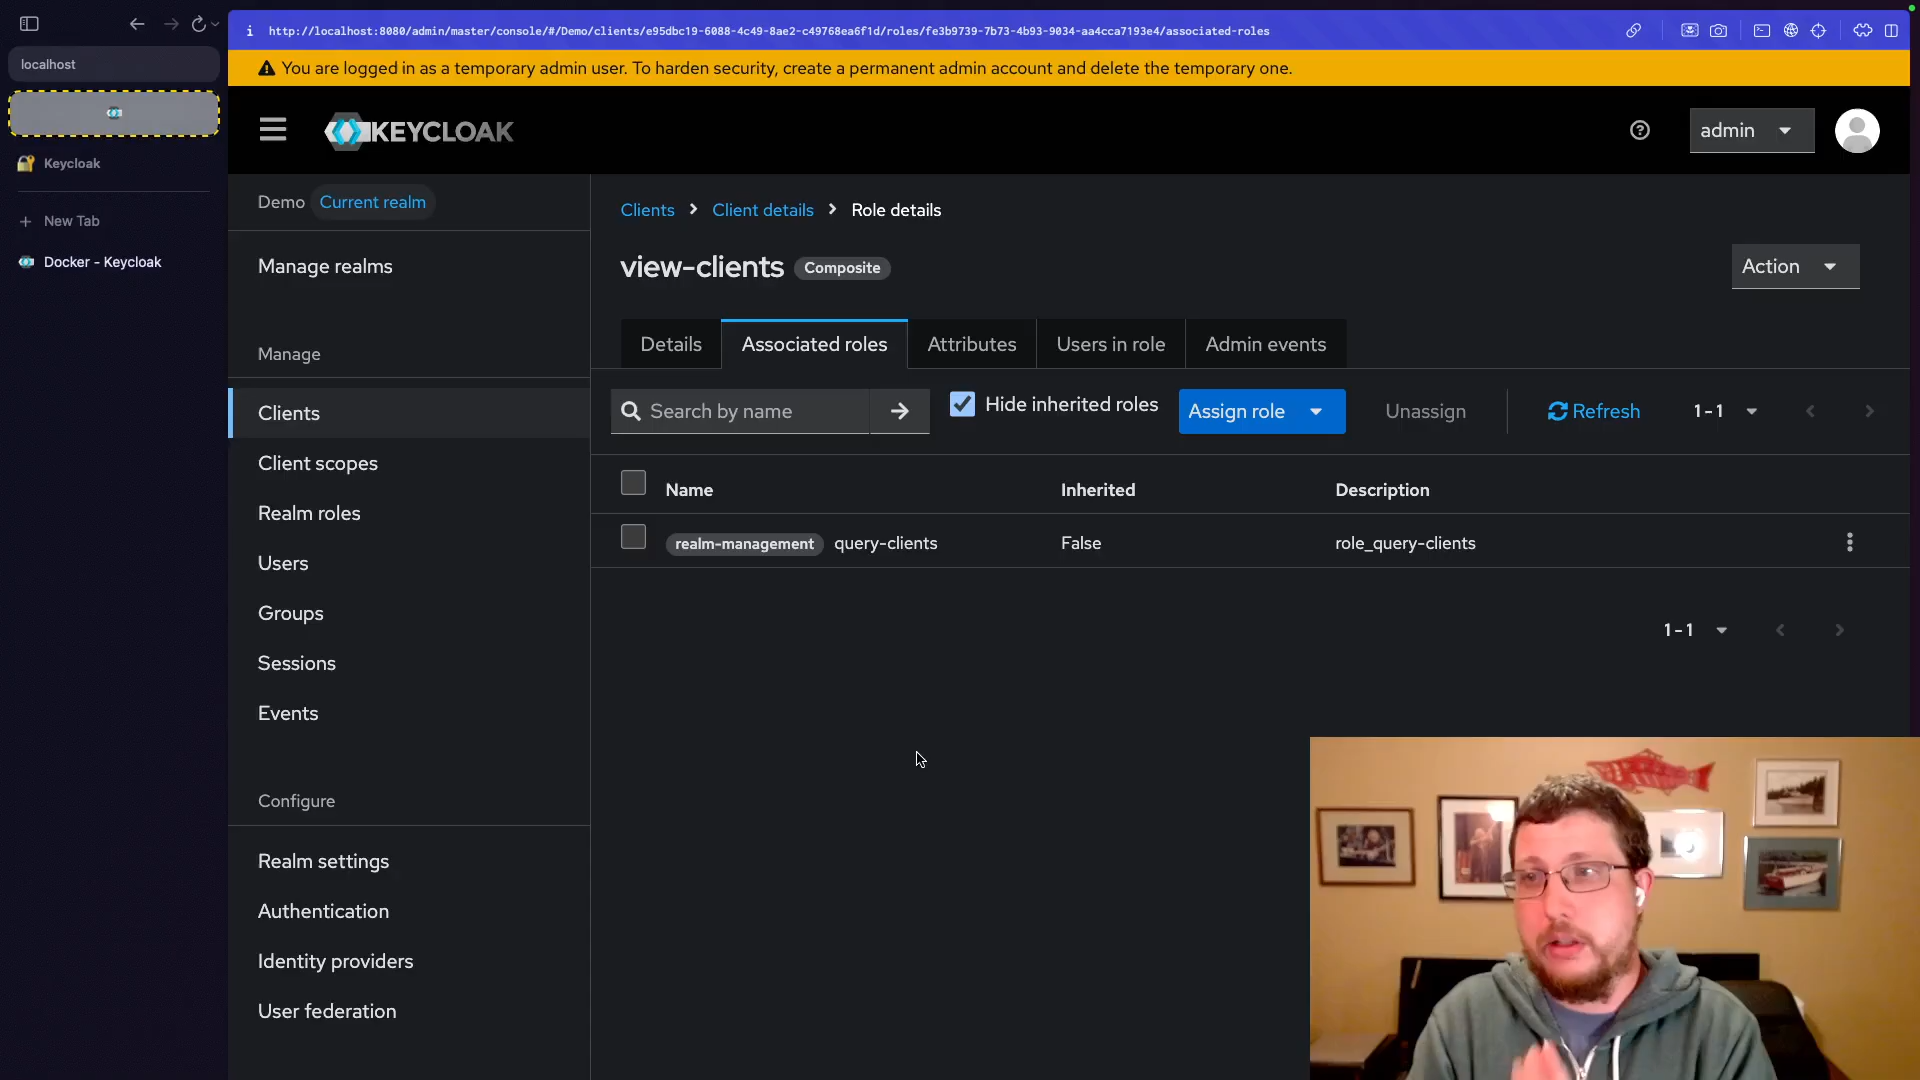 http://localhost:8080/admin/master/console/#/Demo/clients/e95dbc19-6088-4c49-8ae2-c49768ea6f1d/roles/fe3b9739-7b73-4b93-9034-aa4cca7193e4/associated-roles
localhost
You are logged in as a temporary admin user. To harden security, create a permanent admin account and delete the temporary one.
KEYCLOAK
admin
Keycloak
New Tab
Docker - Keycloak
Demo Current realm
Manage realms
Manage
Clients
Client scopes
Realm roles
Users
Groups
Sessions
Events
Configure
Realm settings
Authentication
Identity providers
User federation
Clients > Client details > Role details
view-clients Composite
Action
Details Associated roles Attributes Users in role Admin events
Search by name Hide inherited roles Assign role Unassign Refresh 1 - 1
Name Inherited Description
realm-management query-clients False role_query-clients
1 - 1